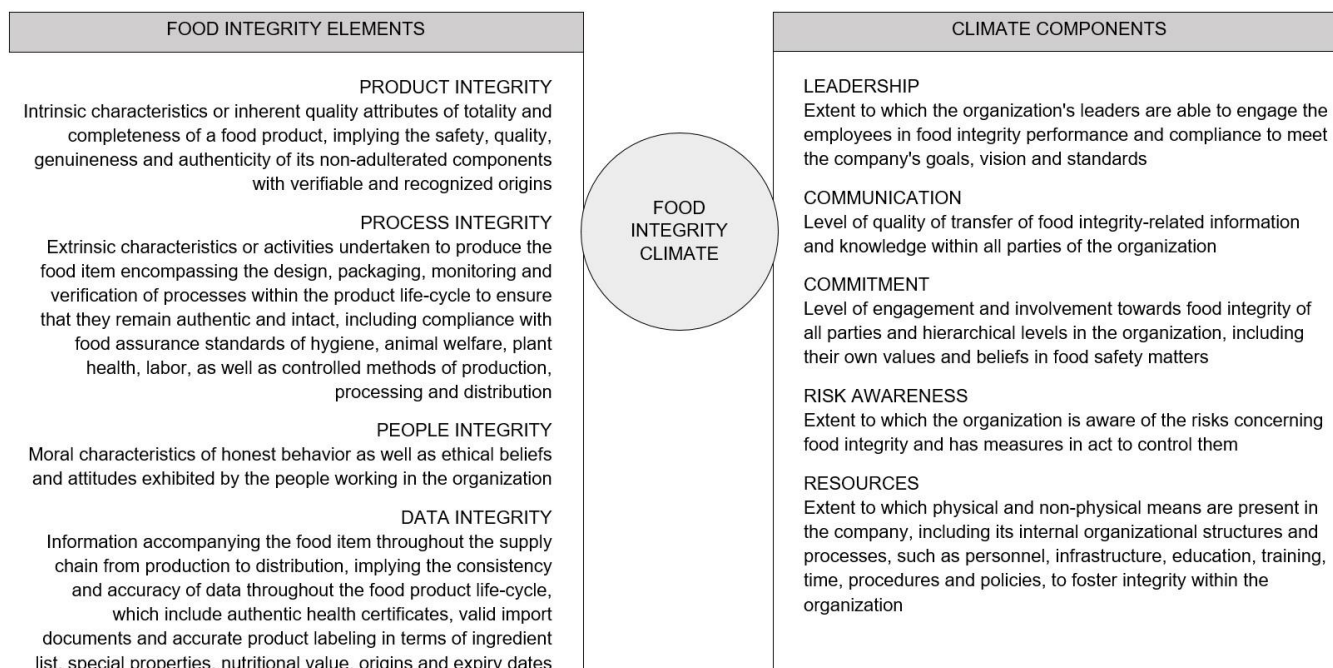 FOOD INTEGRITY ELEMENTS
PRODUCT INTEGRITY
Intrinsic characteristics or inherent quality attributes of totality and
completeness of a food product, implying the safety, quality,
genuineness and authenticity of its non-adulterated components
with verifiable and recognized origins
PROCESS INTEGRITY
Extrinsic characteristics or activities undertaken to produce the
food item encompassing the design, packaging, monitoring and
verification of processes within the product life-cycle to ensure
that they remain authentic and intact, including compliance with
food assurance standards of hygiene, animal welfare, plant
health, labor, as well as controlled methods of production,
processing and distribution
PEOPLE INTEGRITY
Moral characteristics of honest behavior as well as ethical beliefs
and attitudes exhibited by the people working in the organization
DATA INTEGRITY
Information accompanying the food item throughout the supply
chain from production to distribution, implying the consistency
and accuracy of data throughout the food product life-cycle,
which include authentic health certificates, valid import
documents and accurate product labeling in terms of ingredient
list, special properties, nutritional value, origins and expiry dates
FOOD
INTEGRITY
CLIMATE
CLIMATE COMPONENTS
LEADERSHIP
Extent to which the organization's leaders are able to engage the
employees in food integrity performance and compliance to meet
the company's goals, vision and standards
COMMUNICATION
Level of quality of transfer of food integrity-related information
and knowledge within all parties of the organization
COMMITMENT
Level of engagement and involvement towards food integrity of
all parties and hierarchical levels in the organization, including
their own values and beliefs in food safety matters
RISK AWARENESS
Extent to which the organization is aware of the risks concerning
food integrity and has measures in act to control them
RESOURCES
Extent to which physical and non-physical means are present in
the company, including its internal organizational structures and
processes, such as personnel, infrastructure, education, training,
time, procedures and policies, to foster integrity within the
organization